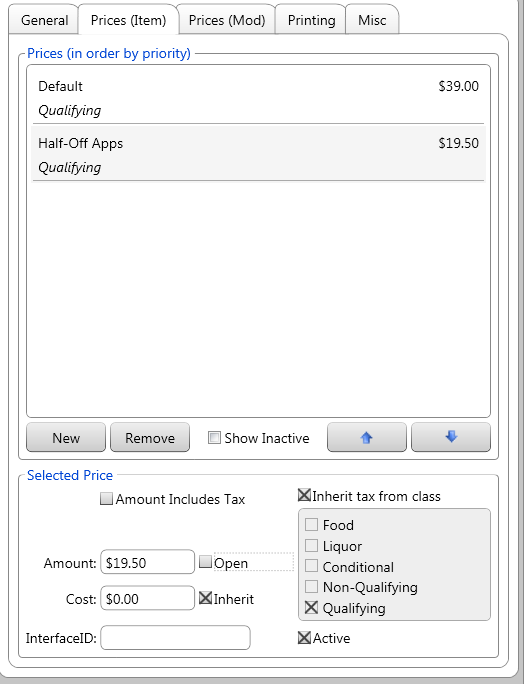 General Prices (Item) Prices (Mod) Printing Misc
Prices (in order by priority)
Default $39.00
Qualifying
Half-Off Apps $19.50
Qualifying
New Remove Show Inactive
Selected Price
Amount Includes Tax
Inherit tax from class
Food
Liquor
Conditional
Non-Qualifying
Qualifying
Amount: $19.50 Open
Cost: $0.00 Inherit
InterfaceID:
Active